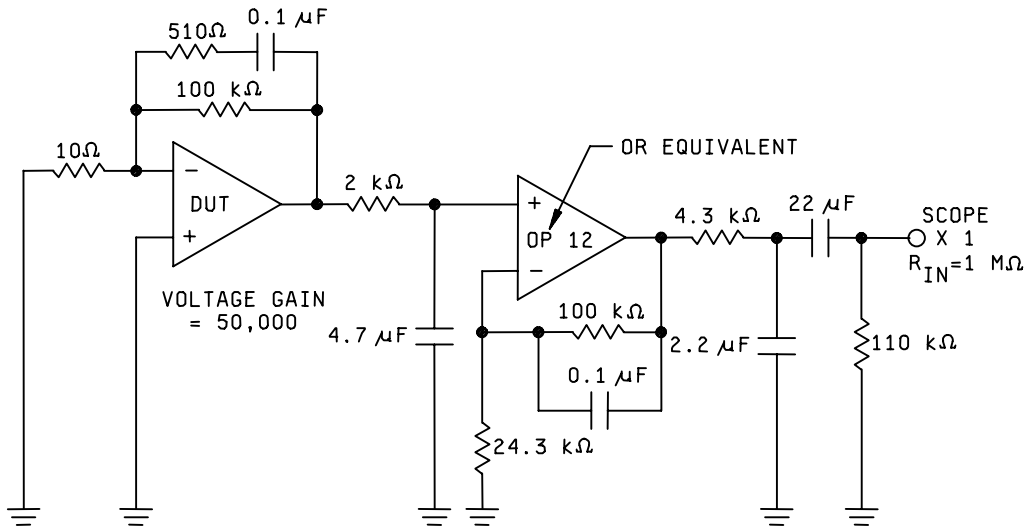 0.1 μF
510Ω
100 kΩ
10Ω
−
DUT
+
VOLTAGE GAIN
= 50,000
2 kΩ
4.7 μF
OR EQUIVALENT
+
OP 12
−
100 kΩ
0.1 μF
24.3 kΩ
4.3 kΩ
2.2 μF
22 μF
110 kΩ
SCOPE
X 1
RIN=1 MΩ